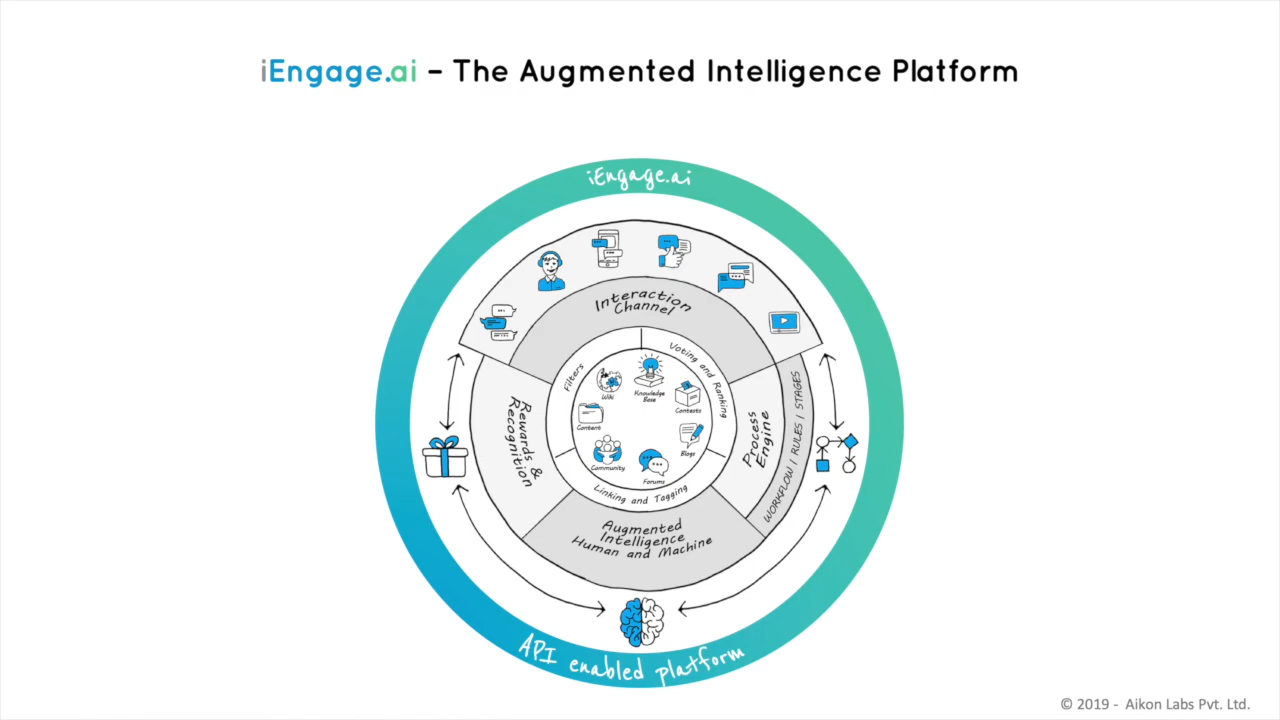 iEngage.ai – The Augmented Intelligence Platform
iEngage.ai
Interaction
Channel
Filters
Voting and Ranking
Wiki
Knowledge
Base
Contests
Content
Blogs
Community
Forums
Linking and Tagging
Rewards &
Recognition
Process
Engine
WORKFLOW / RULES / STAGES
Augmented
Intelligence
Human and Machine
API enabled platform
© 2019 - Aikon Labs Pvt. Ltd.